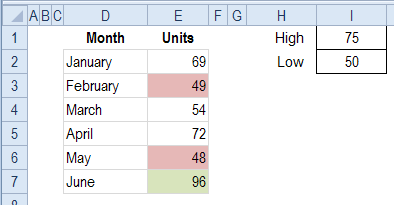 A B C D E F G H I
1 Month Units High 75
2 January 69 Low 50
3 February 49
4 March 54
5 April 72
6 May 48
7 June 96